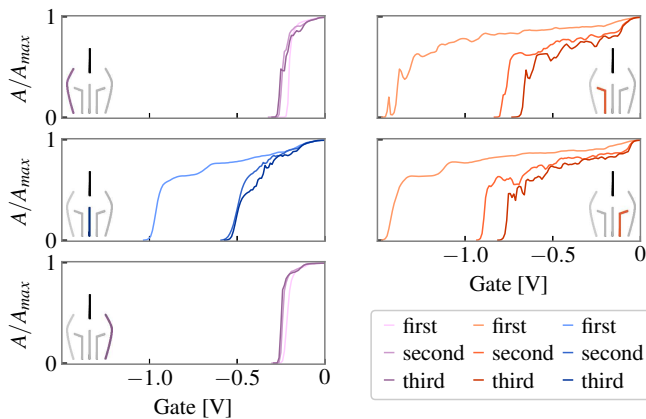 1
A/A_max
0
1
A/A_max
0
1
A/A_max
0
−1.0 −0.5 0
Gate [V]
−1.0 −0.5 0
Gate [V]
first first first
second second second
third third third